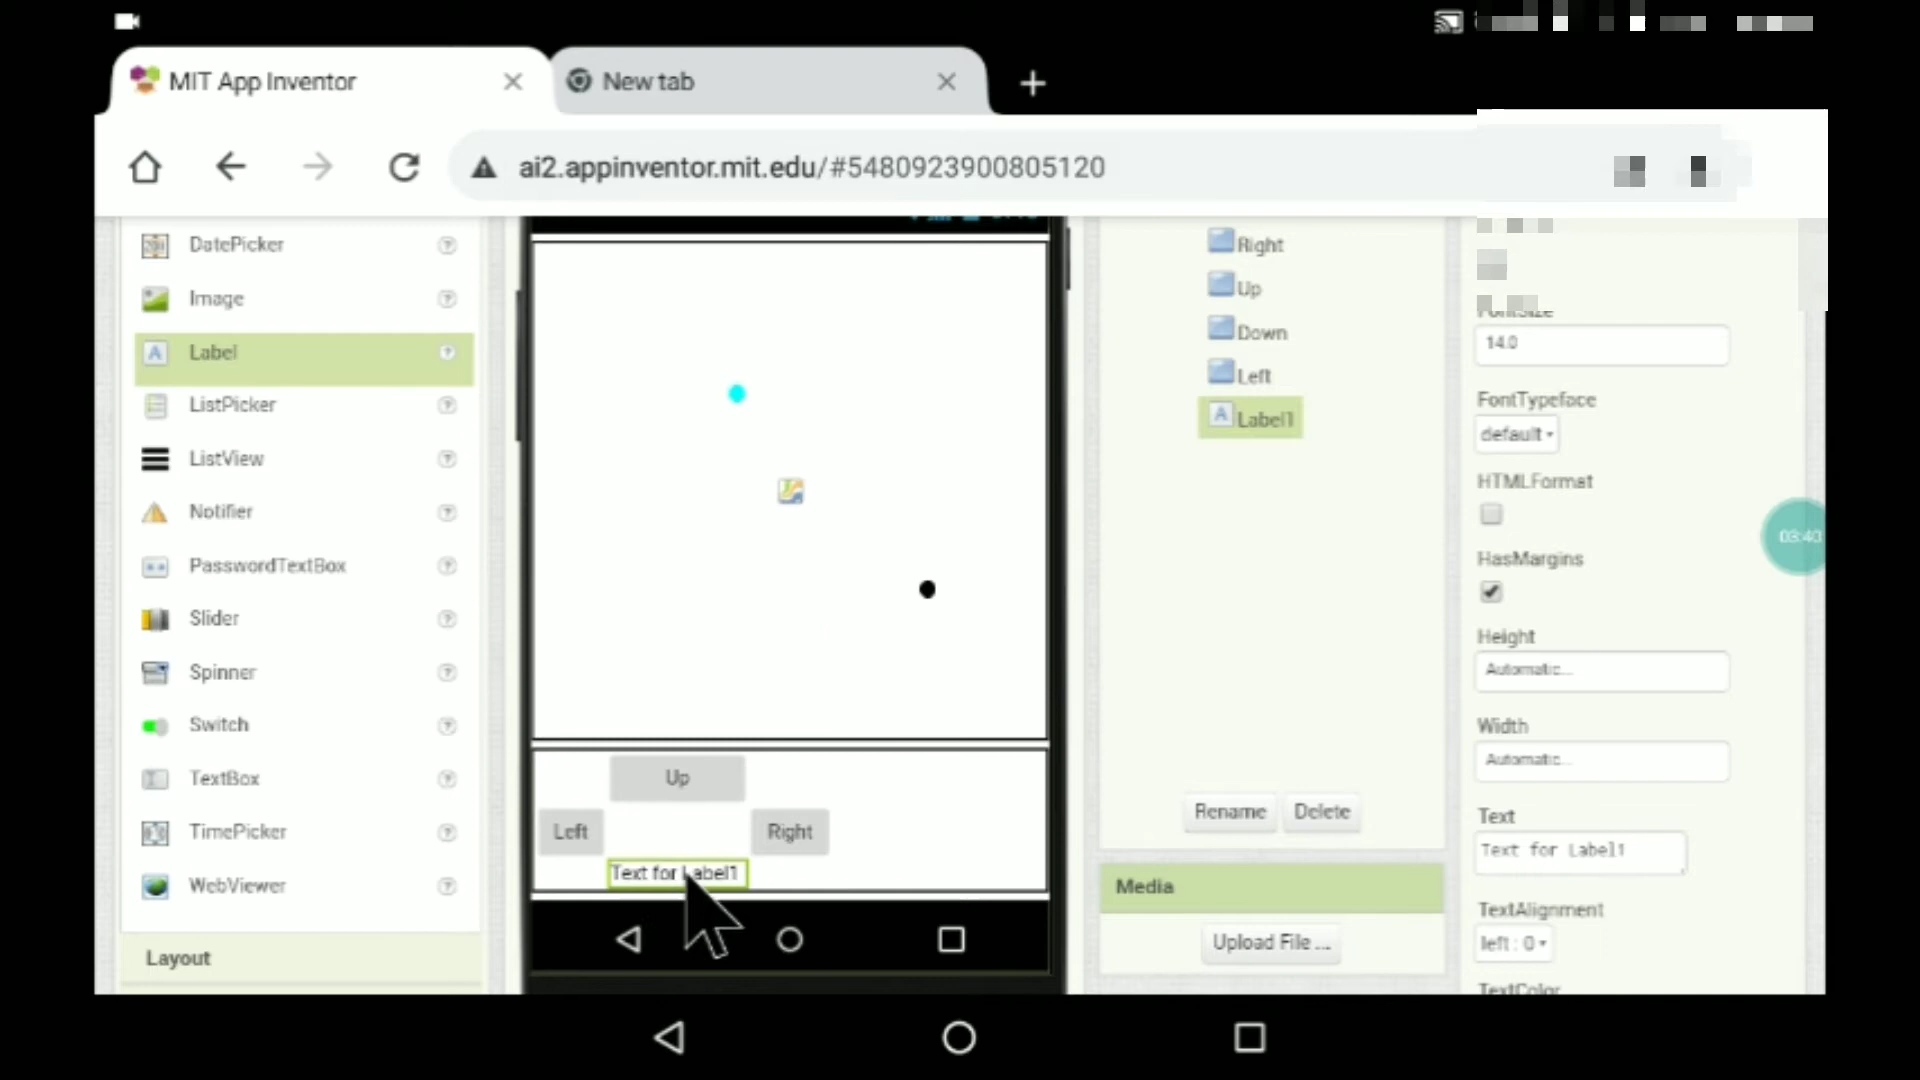 MIT App Inventor
New tab
ai2.appinventor.mit.edu/#5480923900805120
DatePicker
Image
Label
ListPicker
ListView
Notifier
PasswordTextBox
Slider
Spinner
Switch
TextBox
TimePicker
WebViewer
Layout
Up
Left
Right
Text for Label1
Right
Up
Down
Left
Label1
Rename
Delete
Media
Upload File ...
FontSize
14.0
FontTypeface
default
HTMLFormat
HasMargins
Height
Automatic...
Width
Automatic...
Text
Text for Label1
TextAlignment
left : 0
TextColor
03:40